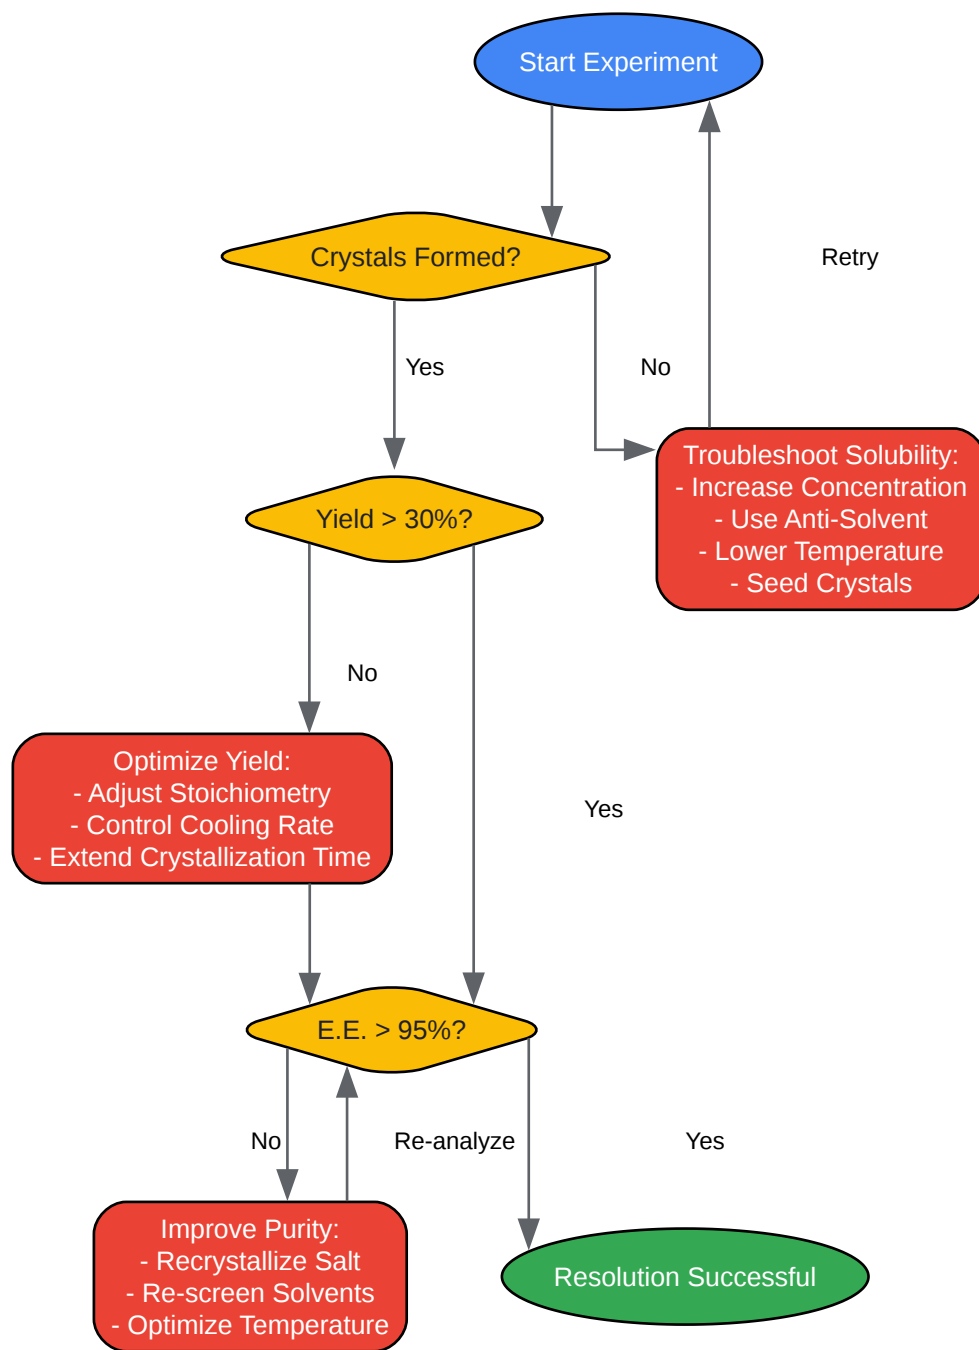 Start Experiment
Crystals Formed?
Retry
Yes
No
Troubleshoot Solubility:
- Increase Concentration
- Use Anti-Solvent
- Lower Temperature
- Seed Crystals
Yield > 30%?
No
Optimize Yield:
- Adjust Stoichiometry
- Control Cooling Rate
- Extend Crystallization Time
Yes
E.E. > 95%?
No
Re-analyze
Yes
Improve Purity:
- Recrystallize Salt
- Re-screen Solvents
- Optimize Temperature
Resolution Successful